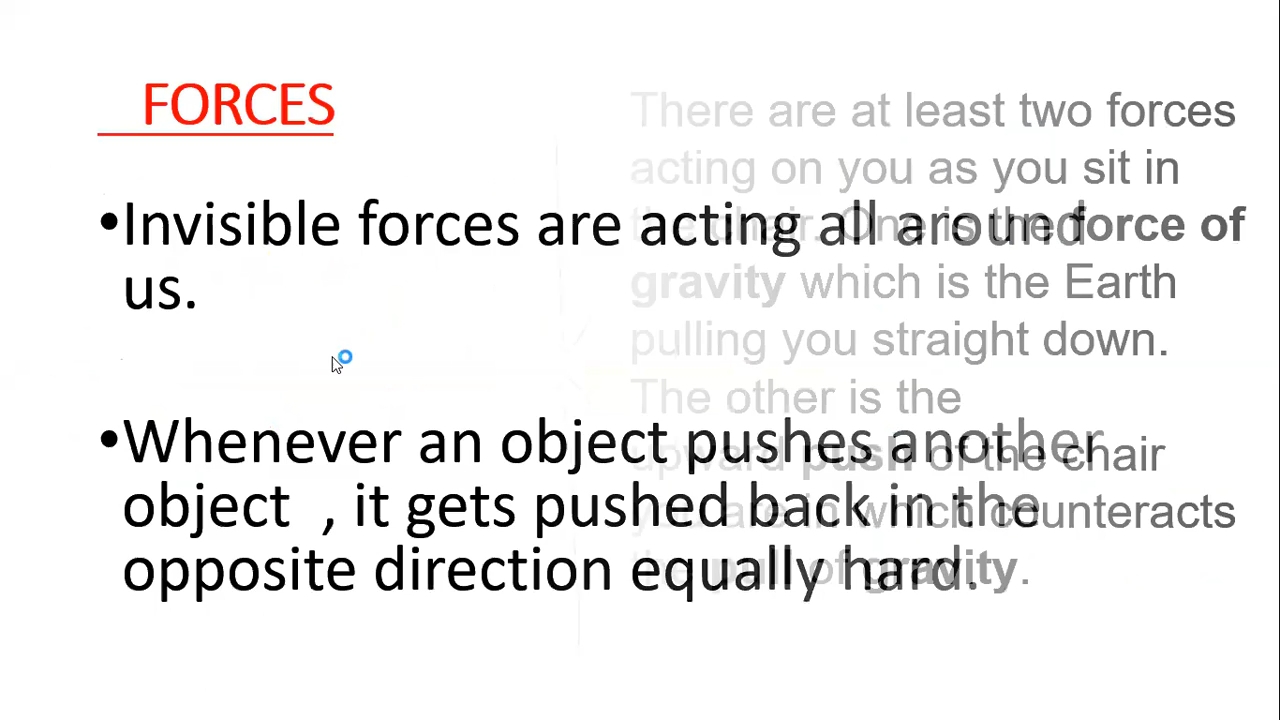 FORCES
•Invisible forces are acting all around
us.
•Whenever an object pushes another
object , it gets pushed back in the
opposite direction equally hard.
There are at least two forces
acting on you as you sit in
the chair. One is the force of
gravity which is the Earth
pulling you straight down.
The other is the
upward push of the chair
you are in which counteracts
the pull of gravity.